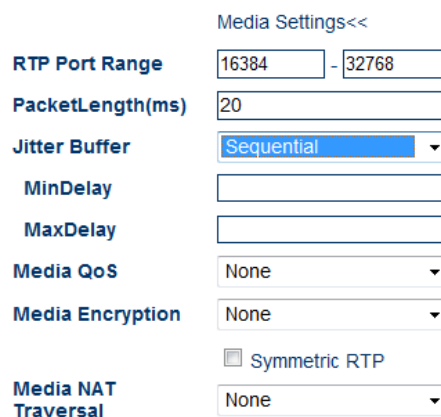 Media Settings<<
RTP Port Range 16384 - 32768
PacketLength(ms) 20
Jitter Buffer Sequential
MinDelay
MaxDelay
Media QoS None
Media Encryption None
Symmetric RTP
Media NAT
Traversal None